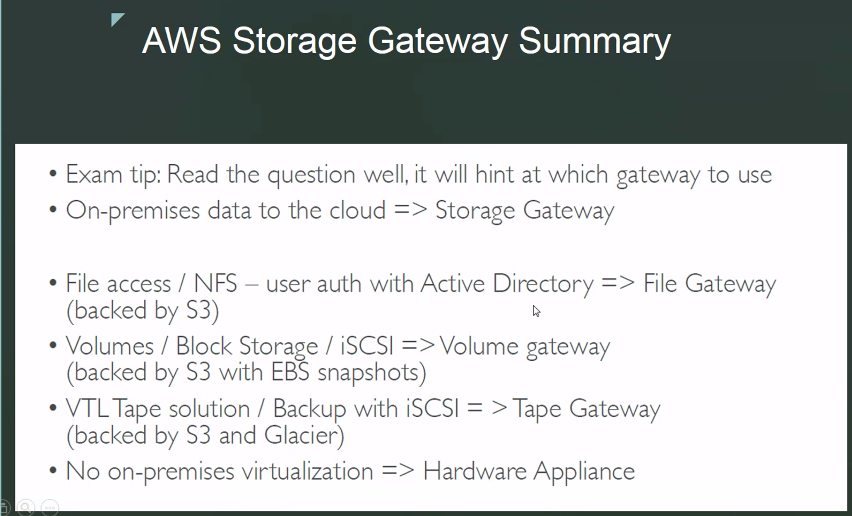 AWS Storage Gateway Summary
• Exam tip: Read the question well, it will hint at which gateway to use
• On-premises data to the cloud => Storage Gateway
• File access / NFS – user auth with Active Directory => File Gateway
(backed by S3)
• Volumes / Block Storage / iSCSI => Volume gateway
(backed by S3 with EBS snapshots)
• VTL Tape solution / Backup with iSCSI = > Tape Gateway
(backed by S3 and Glacier)
• No on-premises virtualization => Hardware Appliance